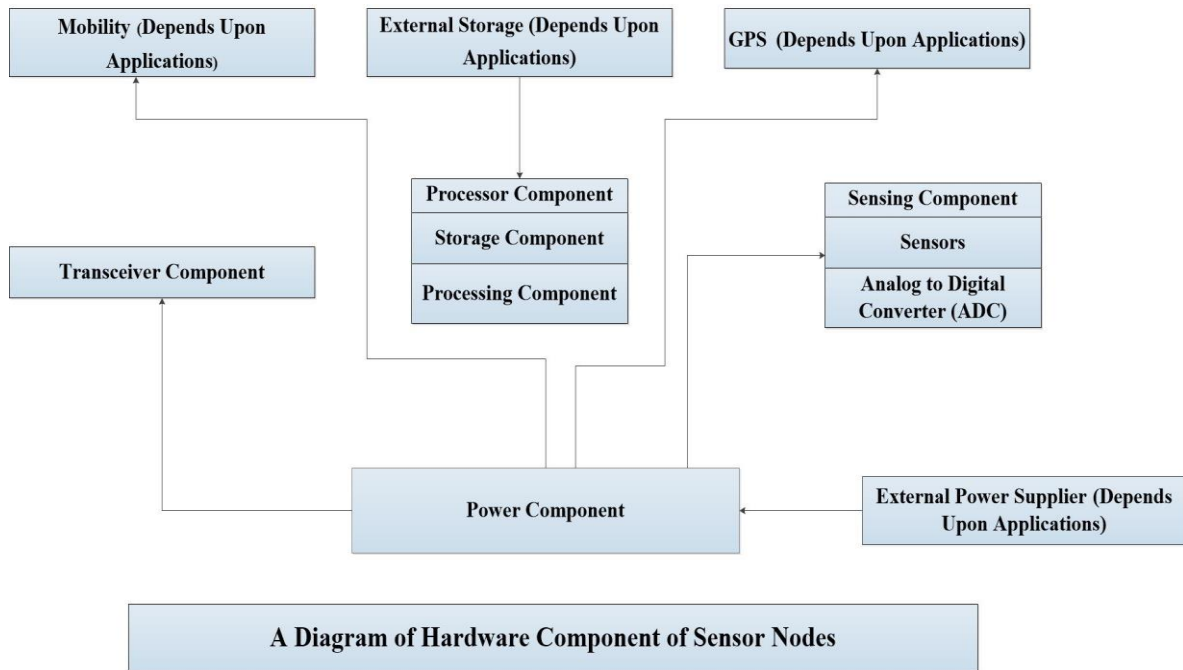 Mobility (Depends Upon
Applications)
External Storage (Depends Upon
Applications)
GPS (Depends Upon Applications)
Processor Component
Storage Component
Processing Component
Sensing Component
Sensors
Analog to Digital
Converter (ADC)
Transceiver Component
Power Component
External Power Supplier (Depends
Upon Applications)
A Diagram of Hardware Component of Sensor Nodes